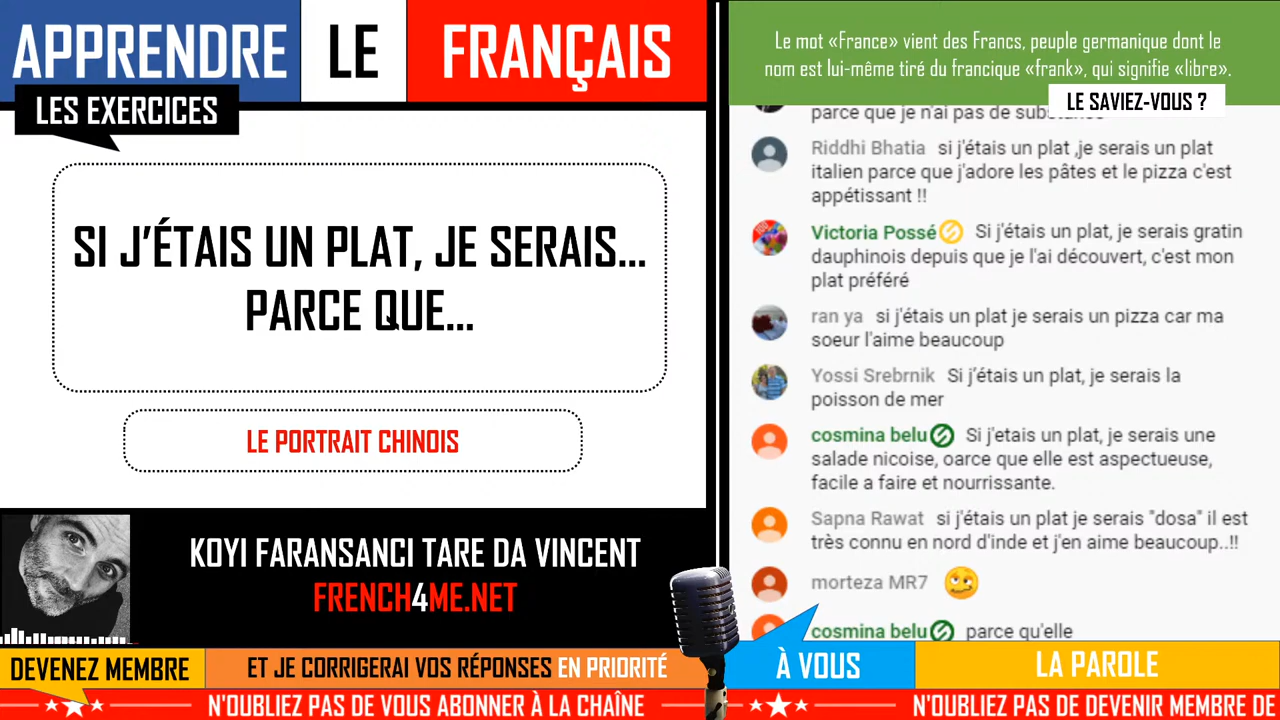 APPRENDRE LE FRANÇAIS
LES EXERCICES
SI J'ÉTAIS UN PLAT, JE SERAIS...
PARCE QUE...
LE PORTRAIT CHINOIS
KOYI FARANSANCI TARE DA VINCENT
FRENCH4ME.NET
DEVENEZ MEMBRE
ET JE CORRIGERAI VOS RÉPONSES EN PRIORITÉ
N'OUBLIEZ PAS DE VOUS ABONNER À LA CHAÎNE
Le mot «France» vient des Francs, peuple germanique dont le
nom est lui-même tiré du francique «frank», qui signifie «libre».
LE SAVIEZ-VOUS ?
parce que je n'ai pas de
Riddhi Bhatia si j'étais un plat ,je serais un plat
italien parce que j'adore les pâtes et le pizza c'est
appétissant !!
Victoria Possé Si j'étais un plat, je serais gratin
dauphinois depuis que je l'ai découvert, c'est mon
plat préféré
ran ya si j'étais un plat je serais un pizza car ma
soeur l'aime beaucoup
Yossi Srebrnik Si j'étais un plat, je serais la
poisson de mer
cosmina belu Si j'etais un plat, je serais une
salade nicoise, oarce que elle est aspectueuse,
facile a faire et nourrissante.
Sapna Rawat si j'étais un plat je serais "dosa" il est
très connu en nord d'inde et j'en aime beaucoup..!!
morteza MR7
cosmina belu parce qu'elle
À VOUS
LA PAROLE
N'OUBLIEZ PAS DE DEVENIR MEMBRE DE